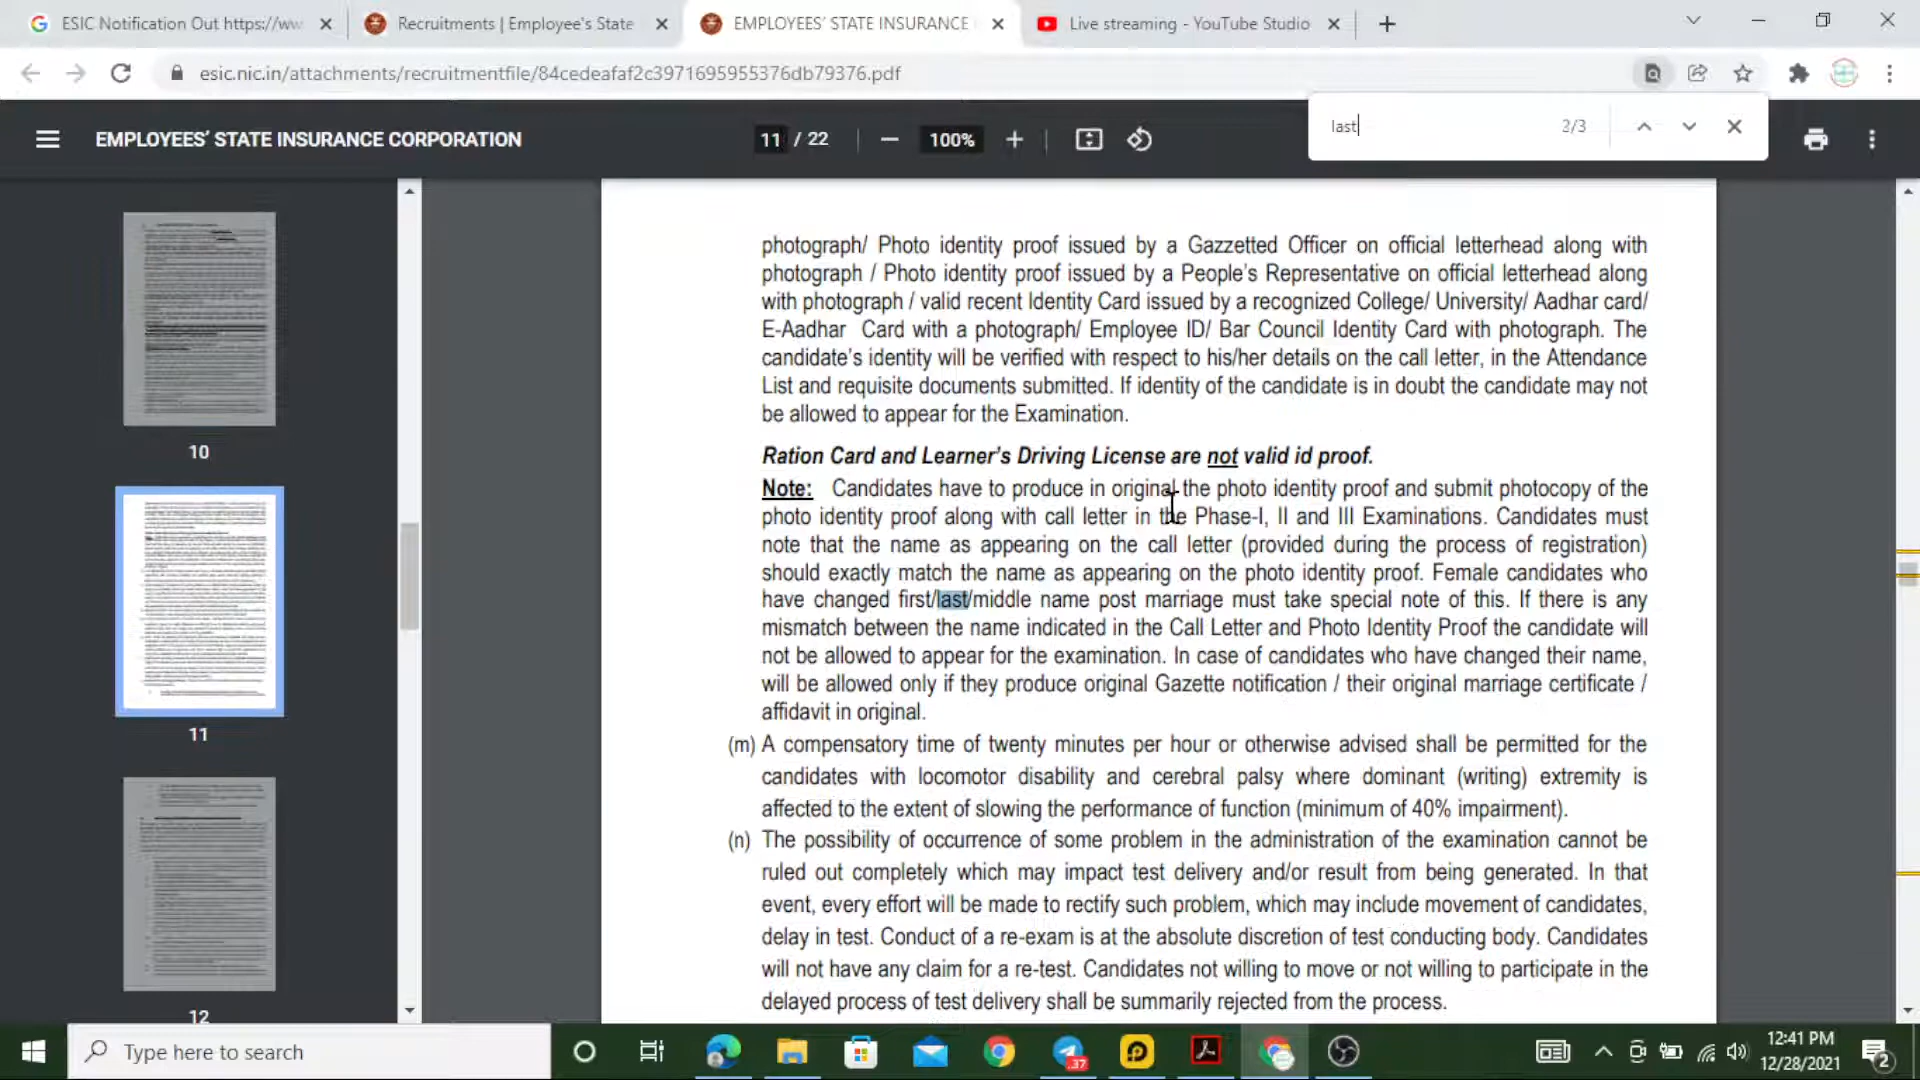 ESIC Notification Out https://ww
Recruitments | Employee's State
EMPLOYEES' STATE INSURANCE
Live streaming - YouTube Studio
esic.nic.in/attachments/recruitmentfile/84cedeafaf2c3971695955376db79376.pdf
last
2/3
EMPLOYEES' STATE INSURANCE CORPORATION
11 / 22
100%
10
11
12
photograph/ Photo identity proof issued by a Gazzetted Officer on official letterhead along with
photograph / Photo identity proof issued by a People's Representative on official letterhead along
with photograph / valid recent Identity Card issued by a recognized College/ University/ Aadhar card/
E-Aadhar Card with a photograph/ Employee ID/ Bar Council Identity Card with photograph. The
candidate's identity will be verified with respect to his/her details on the call letter, in the Attendance
List and requisite documents submitted. If identity of the candidate is in doubt the candidate may not
be allowed to appear for the Examination.
Ration Card and Learner's Driving License are not valid id proof.
Note: Candidates have to produce in original the photo identity proof and submit photocopy of the
photo identity proof along with call letter in the Phase-I, II and III Examinations. Candidates must
note that the name as appearing on the call letter (provided during the process of registration)
should exactly match the name as appearing on the photo identity proof. Female candidates who
have changed first/last/middle name post marriage must take special note of this. If there is any
mismatch between the name indicated in the Call Letter and Photo Identity Proof the candidate will
not be allowed to appear for the examination. In case of candidates who have changed their name,
will be allowed only if they produce original Gazette notification / their original marriage certificate /
affidavit in original.
(m) A compensatory time of twenty minutes per hour or otherwise advised shall be permitted for the
candidates with locomotor disability and cerebral palsy where dominant (writing) extremity is
affected to the extent of slowing the performance of function (minimum of 40% impairment).
(n) The possibility of occurrence of some problem in the administration of the examination cannot be
ruled out completely which may impact test delivery and/or result from being generated. In that
event, every effort will be made to rectify such problem, which may include movement of candidates,
delay in test. Conduct of a re-exam is at the absolute discretion of test conducting body. Candidates
will not have any claim for a re-test. Candidates not willing to move or not willing to participate in the
delayed process of test delivery shall be summarily rejected from the process.
Type here to search
37
12:41 PM
12/28/2021
2